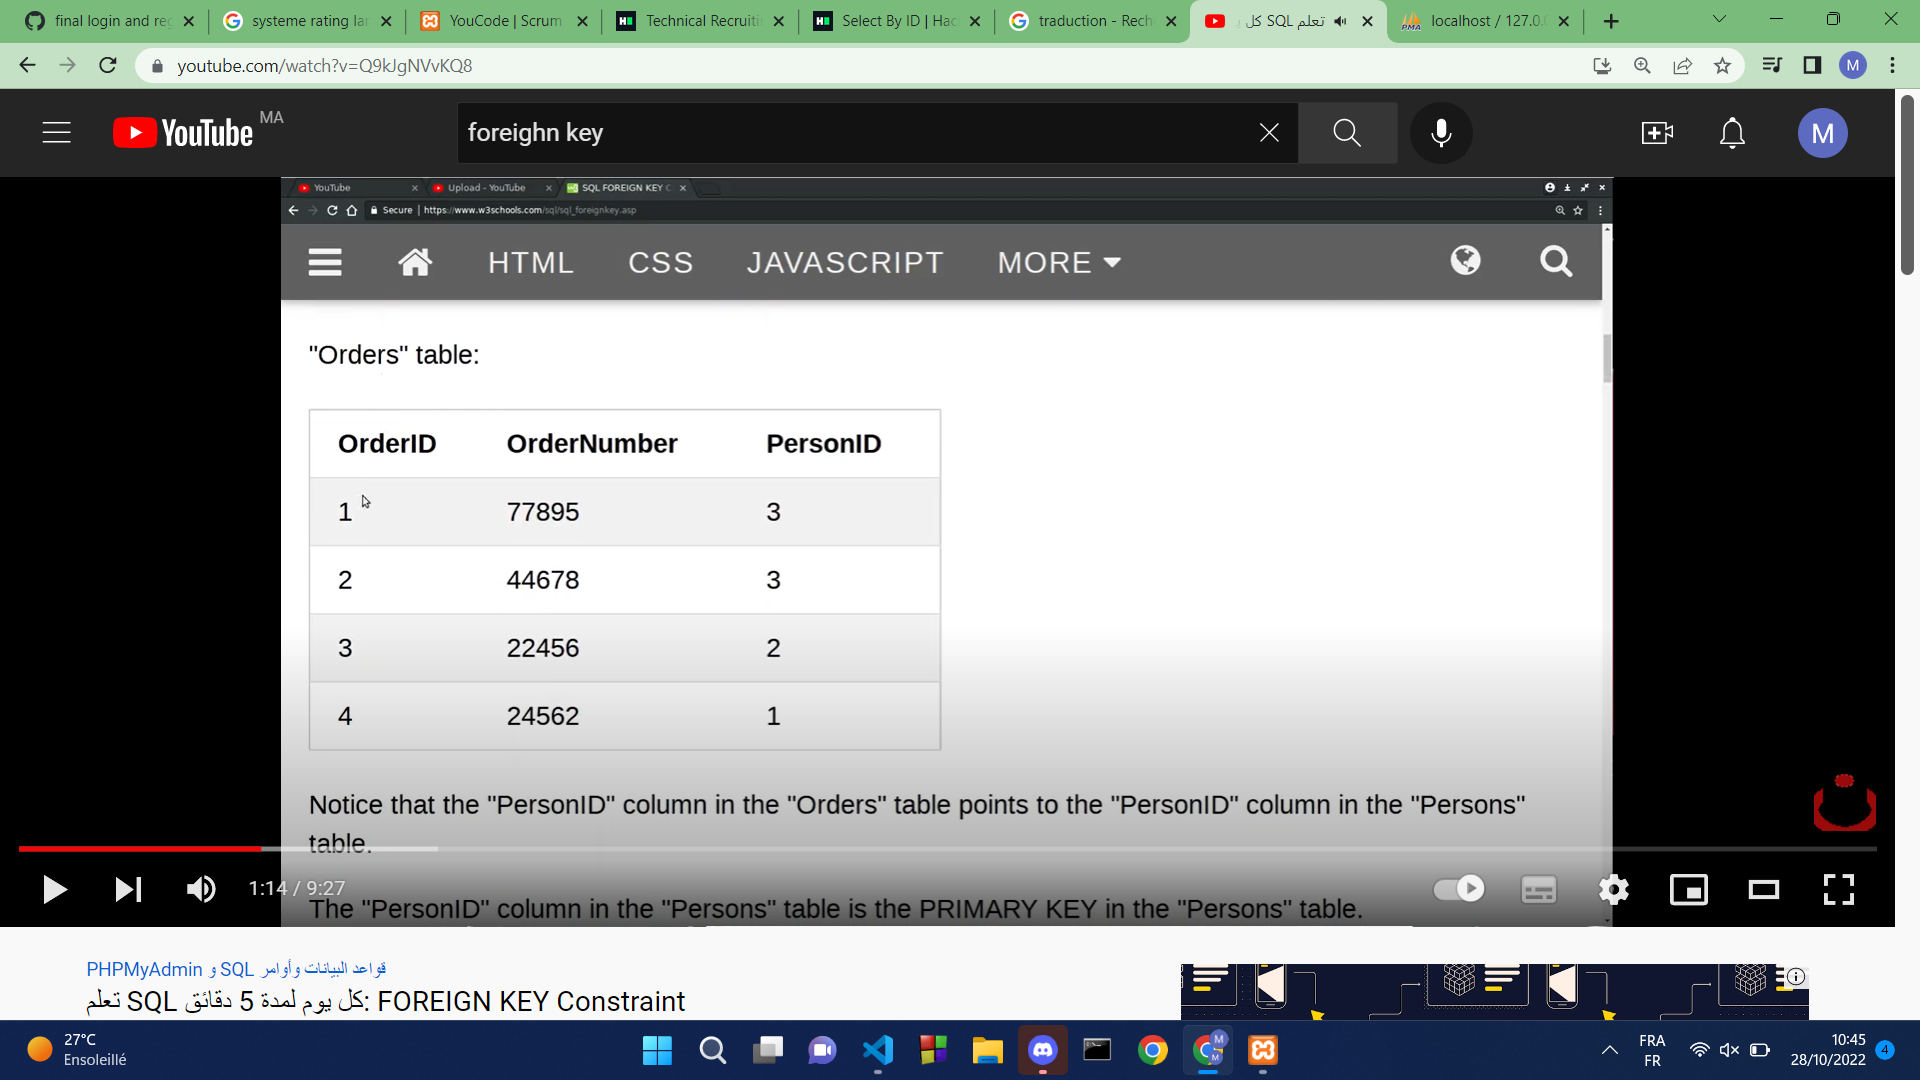 final login and reg
systeme rating lar
YouCode | Scrum
Technical Recruiti
Select By ID | Hac
traduction - Rech
تعلم SQL كل
localhost / 127.0.0
youtube.com/watch?v=Q9kJgNVvKQ8
M
YouTube MA
foreighn key
M
YouTube
Upload - YouTube
SQL FOREIGN KEY C
Secure | https://www.w3schools.com/sql/sql_foreignkey.asp
HTML CSS JAVASCRIPT MORE
"Orders" table:
OrderID OrderNumber PersonID
1 77895 3
2 44678 3
3 22456 2
4 24562 1
Notice that the "PersonID" column in the "Orders" table points to the "PersonID" column in the "Persons"
table.
1:14 / 9:27
The "PersonID" column in the "Persons" table is the PRIMARY KEY in the "Persons" table.
قواعد البيانات وأوامر SQL و PHPMyAdmin
تعلم SQL كل يوم لمدة 5 دقائق: FOREIGN KEY Constraint
27°C
Ensoleillé
FRA
FR
10:45
28/10/2022
4